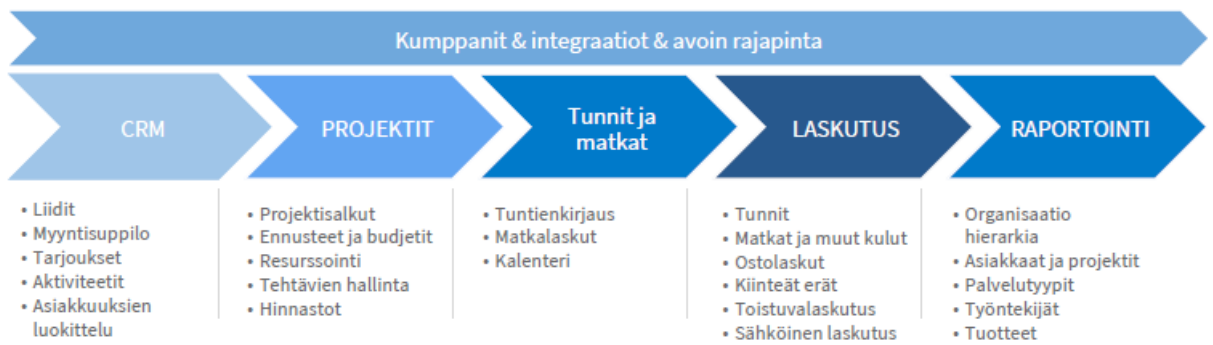 Kumppanit & integraatiot & avoin rajapinta
CRM
PROJEKTIT
Tunnit ja
matkat
LASKUTUS
RAPORTOINTI
• Liidit
• Myyntisuppilo
• Tarjoukset
• Aktiviteetit
• Asiakkuuksien
luokittelu
• Projektisalkut
• Ennusteet ja budjetit
• Resurssointi
• Tehtävien hallinta
• Hinnastot
• Tuntienkirjaus
• Matkalaskut
• Kalenteri
• Tunnit
• Matkat ja muut kulut
• Ostolaskut
• Kiinteät erät
• Toistuvalaskutus
• Sähköinen laskutus
• Organisaatio
hierarkia
• Asiakkaat ja projektit
• Palvelutyypit
• Työntekijät
• Tuotteet